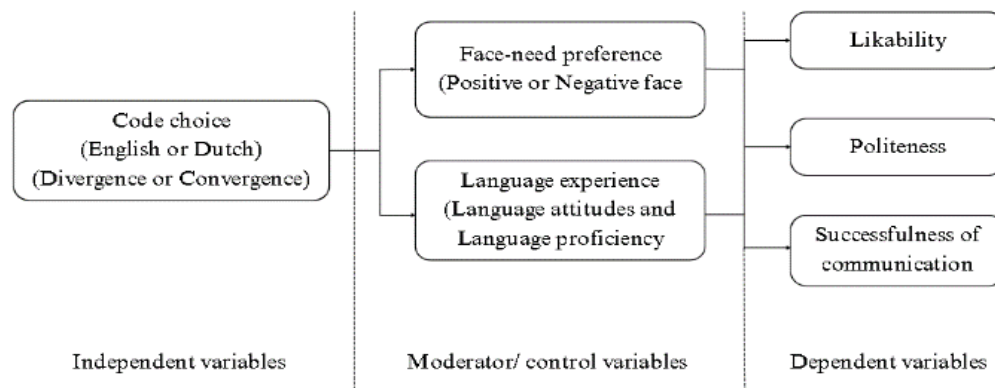 Code choice
(English or Dutch)
(Divergence or Convergence)
Face-need preference
(Positive or Negative face
Language experience
(Language attitudes and
Language proficiency
Likability
Politeness
Successfulness of
communication
Independent variables
Moderator/ control variables
Dependent variables